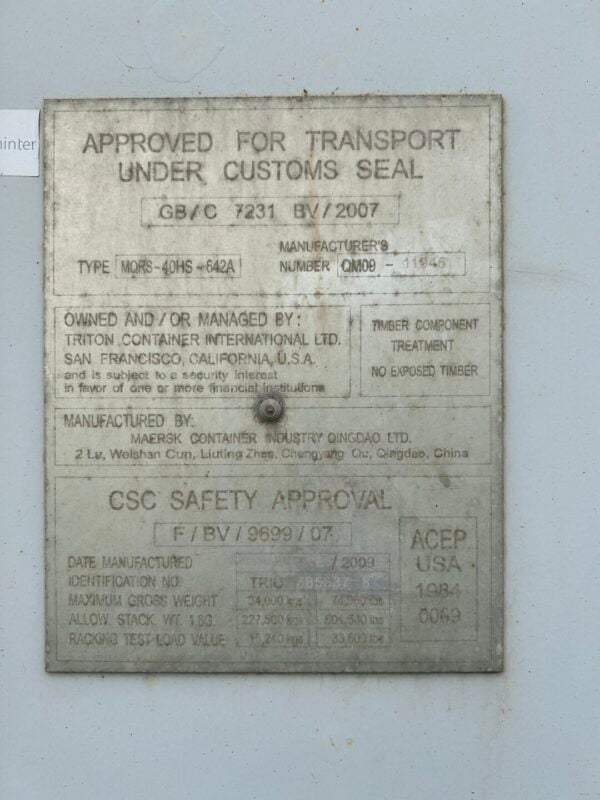 APPROVED FOR TRANSPORT
UNDER CUSTOMS SEAL
GB/C 7231 BV/2007
TYPE MQRS-40HS-642A
MANUFACTURER'S
NUMBER QM09 -
OWNED AND/OR MANAGED BY:
TRITON CONTAINER INTERNATIONAL LTD.
SAN FRANCISCO, CALIFORNIA, U.S.A.
and is subject to a security interest
in favor of one or more financial institutions
TIMBER COMPONENT
TREATMENT
NO EXPOSED TIMBER
MANUFACTURED BY:
MAERSK CONTAINER INDUSTRY QINGDAO LTD.
2 Lu, Weishan Cun, Liuting Zhen, Chengyang Qu, Qingdao, China
CSC SAFETY APPROVAL
F/BV/9699/07
DATE MANUFACTURED / 2009
IDENTIFICATION NO. TRIU
MAXIMUM GROSS WEIGHT 34,000 kgs
ALLOW. STACK. WT. 1.8G
RACKING TEST LOAD VALUE 15,240 kgs 33,600 lbs
ACEP
USA
1984
0069